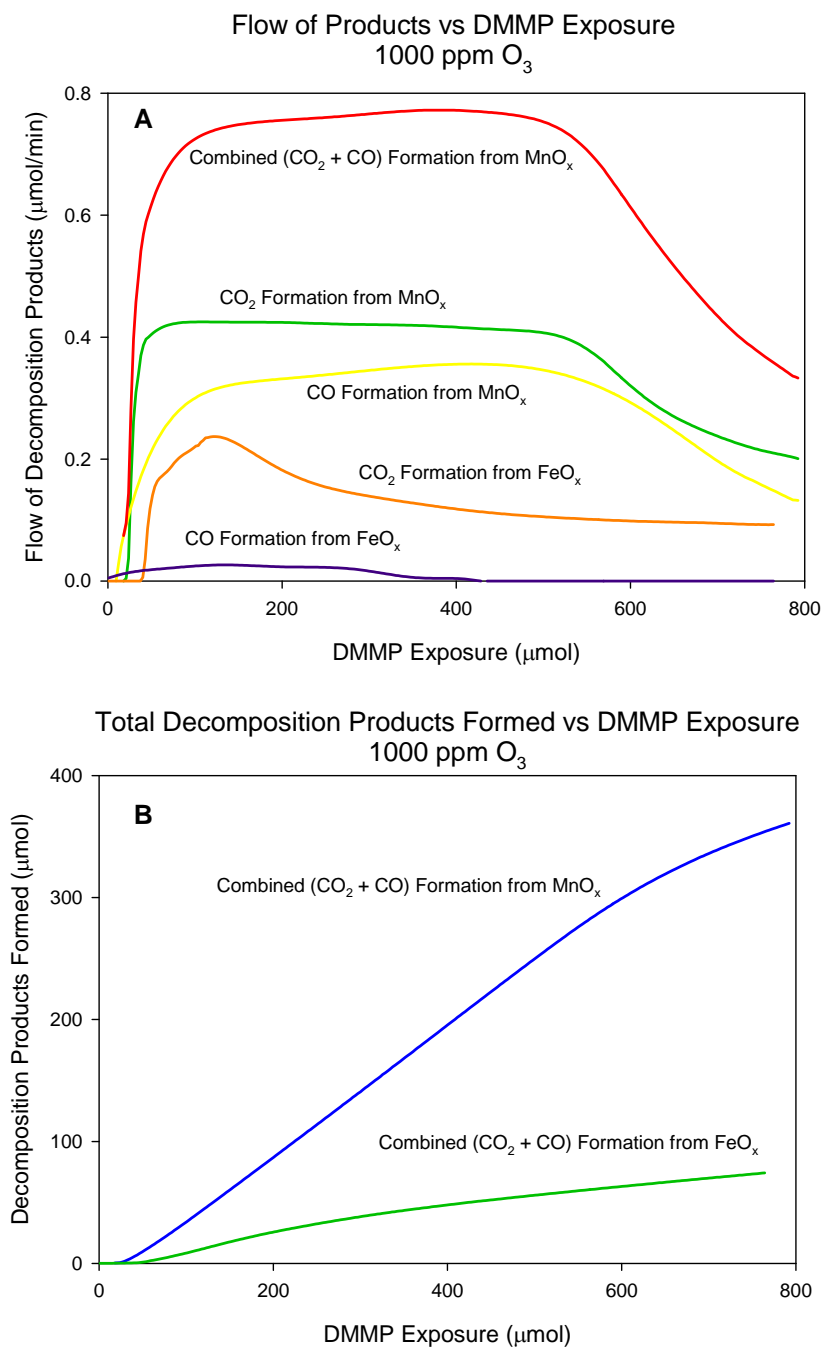 Flow of Products vs DMMP Exposure
1000 ppm O₃
A
Combined (CO₂ + CO) Formation from MnOₓ
CO₂ Formation from MnOₓ
CO Formation from MnOₓ
CO₂ Formation from FeOₓ
CO Formation from FeOₓ
0.8
0.6
0.4
0.2
0.0
Flow of Decomposition Products (μmol/min)
0 200 400 600 800
DMMP Exposure (μmol)
Total Decomposition Products Formed vs DMMP Exposure
1000 ppm O₃
B
Combined (CO₂ + CO) Formation from MnOₓ
Combined (CO₂ + CO) Formation from FeOₓ
400
300
200
100
0
Decomposition Products Formed (μmol)
0 200 400 600 800
DMMP Exposure (μmol)